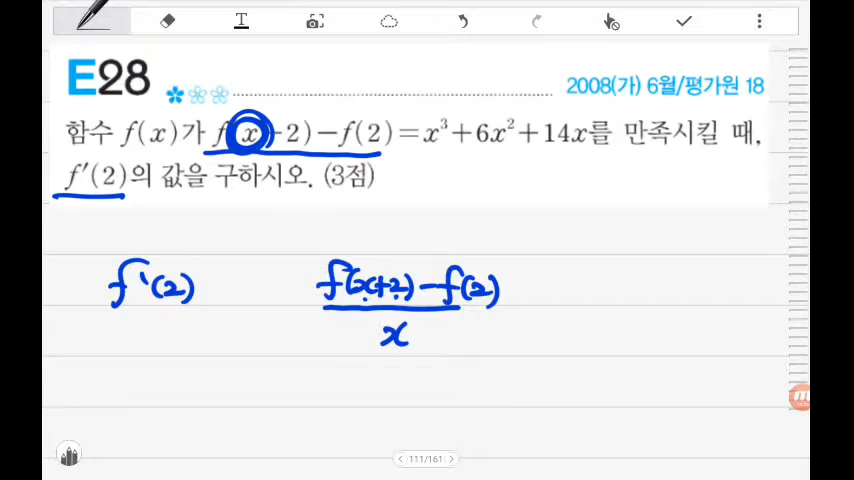 T
E28
2008(가) 6월/평가원 18
함수 f(x)가 f(x+2)-f(2)=x³+6x²+14x를 만족시킬 때,
f'(2)의 값을 구하시오. (3점)
f'(2)
f(x+2)-f(2)
x
< 111/161 >